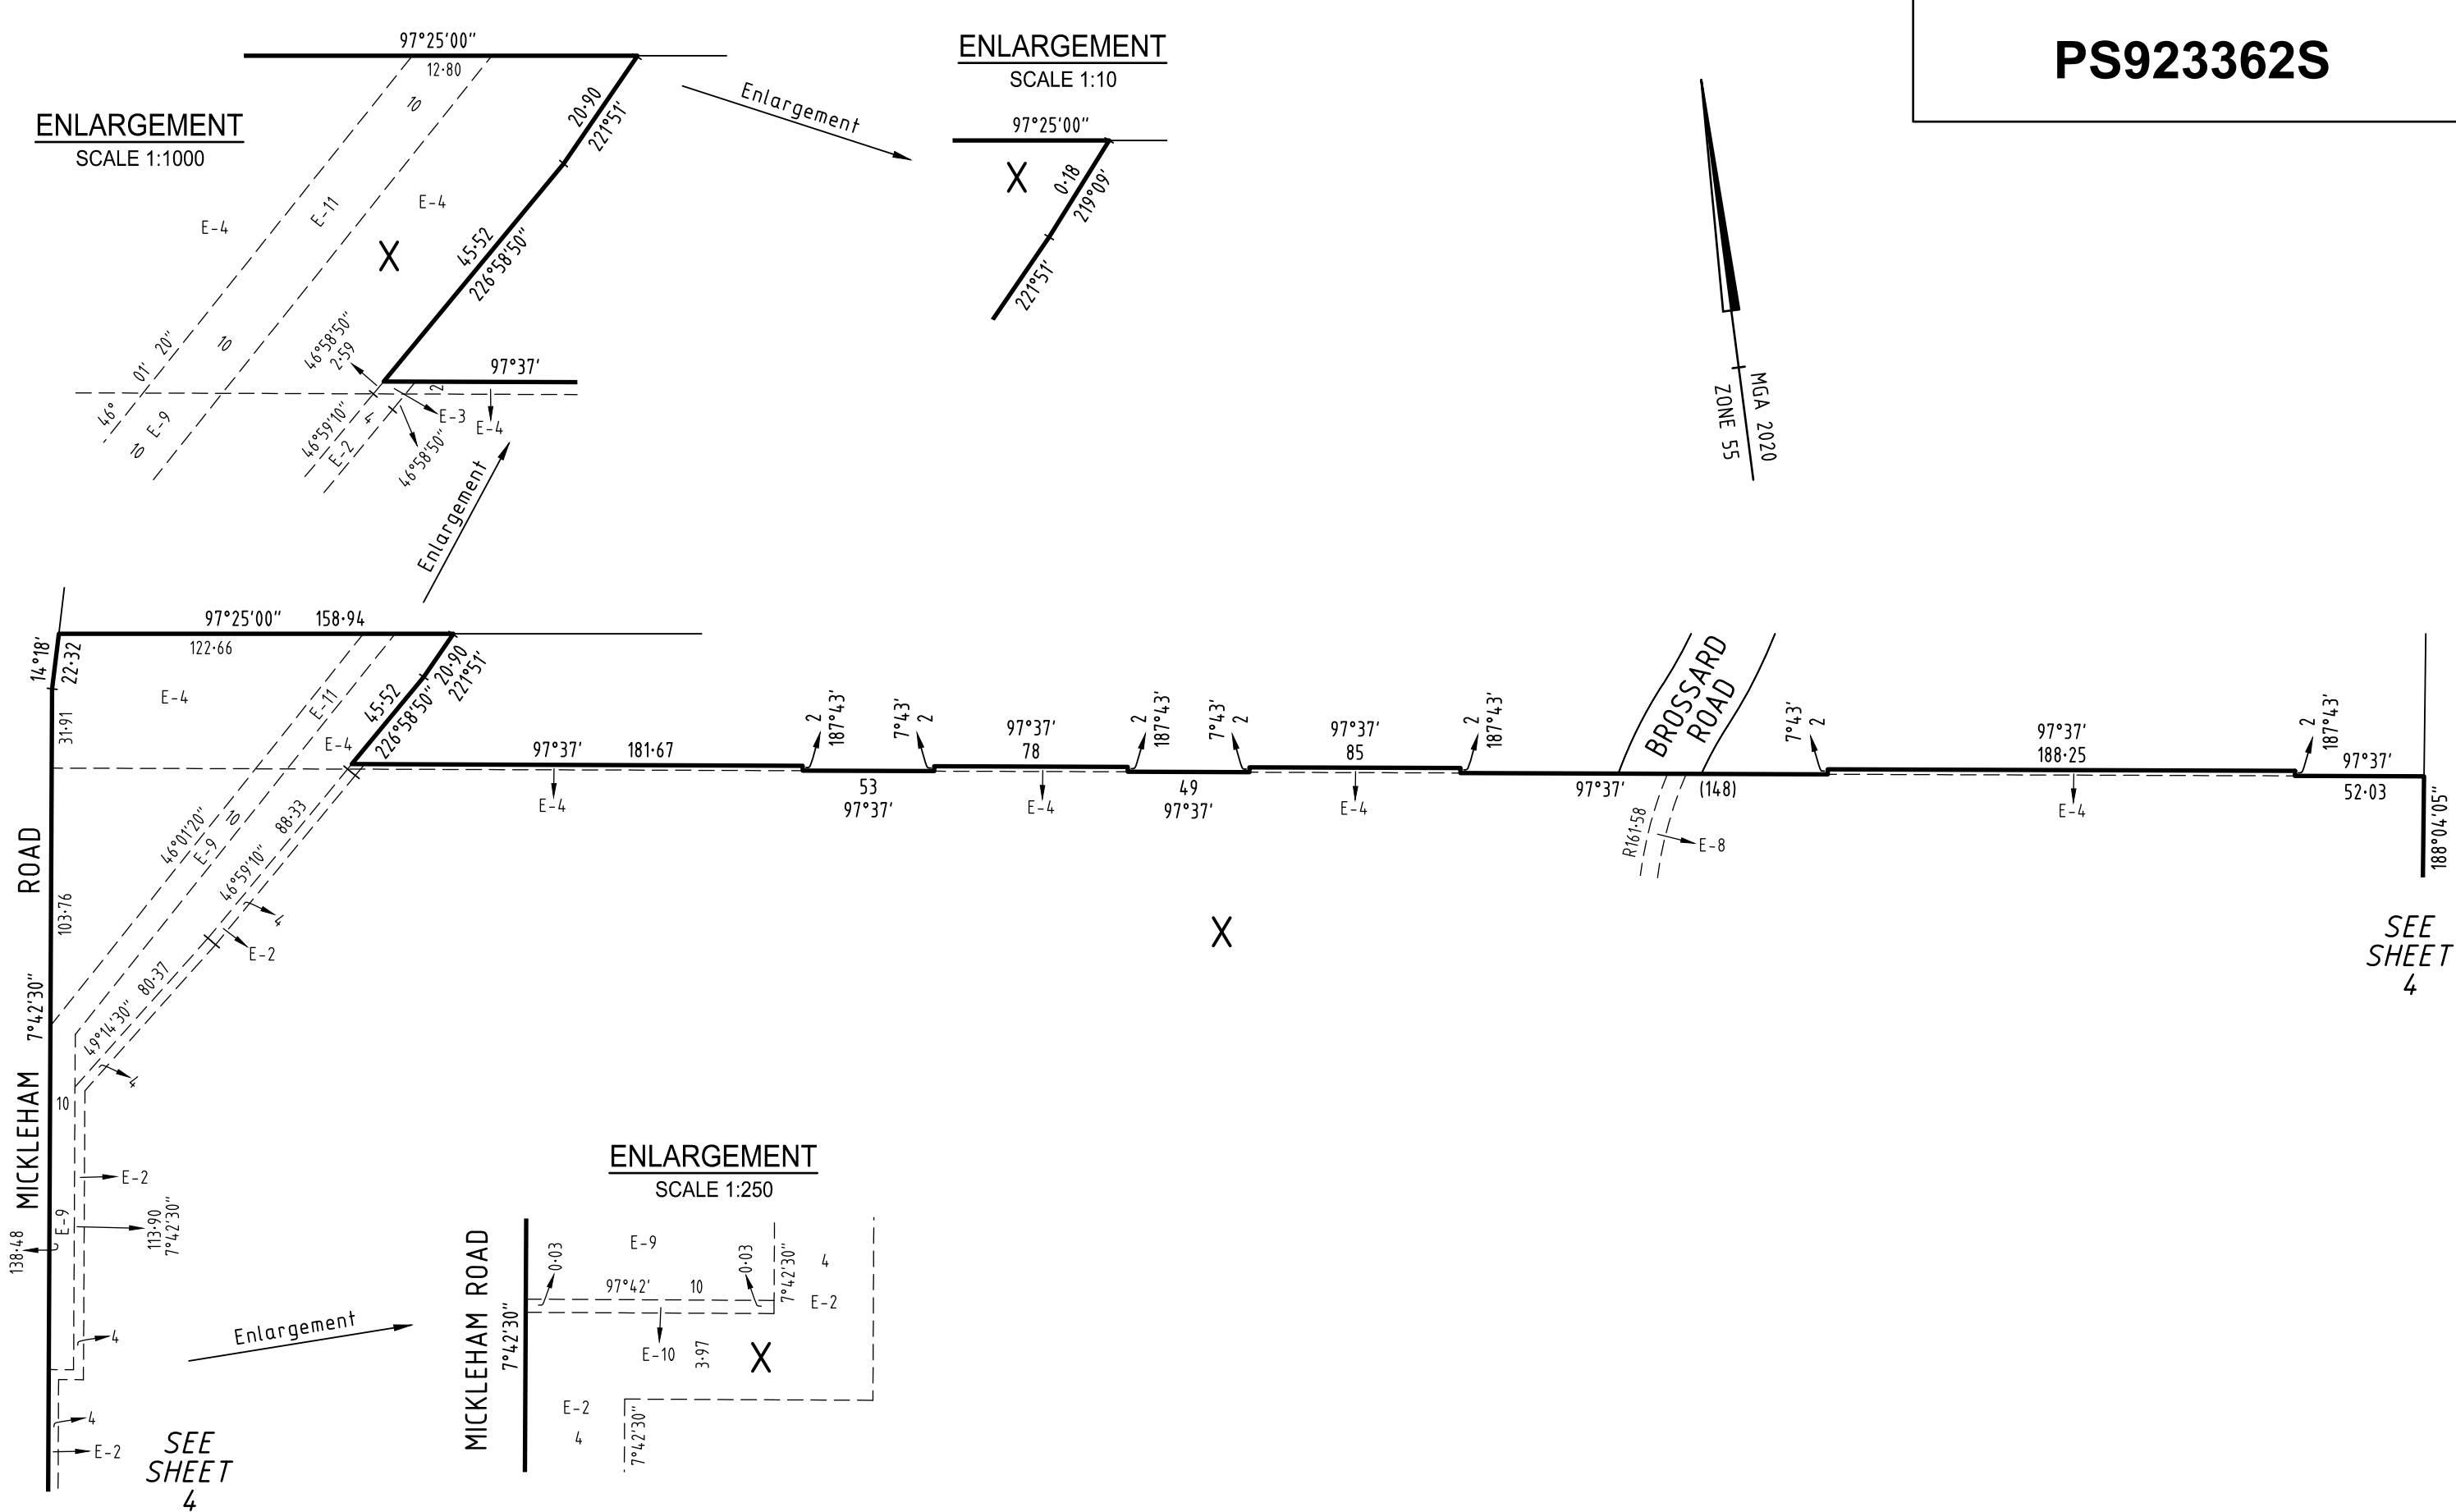 PS923362S
97°25'00"
12·80
10
ENLARGEMENT
SCALE 1:1000
20·90
221°51'
E-4
E-11
E-4
X
45·52
226°58'50"
10
46°58'50"
2·59
97°37'
46° 01' 20"
2
E-3
E-4
10
E-9
46°59'10"
4
E-2
46°58'50"
Enlargement
Enlargement
ENLARGEMENT
SCALE 1:10
97°25'00"
X
0·18
219°09'
221°51'
MGA 2020
ZONE 55
97°25'00" 158·94
122·66
14°18'
22·32
E-4
31·91
E-11
20·90
221°51'
45·52
226°58'50"
E-4
97°37' 181·67
E-4
2
187°43'
53
97°37'
7°43'
2
97°37'
78
E-4
2
187°43'
49
97°37'
7°43'
2
97°37'
85
E-4
2
187°43'
BROSSARD
ROAD
97°37' (148)
R161·58
E-8
7°43'
2
97°37'
188·25
E-4
2
187°43'
97°37'
52·03
188°04'05"
SEE
SHEET
4
X
46°01'20"
10
E-9
88·33
46°59'10"
4
E-2
103·76
80·37
49°14'30"
4
MICKLEHAM ROAD
7°42'30"
10
E-2
E-9
113·90
7°42'30"
138·48
4
4
E-2
SEE
SHEET
4
Enlargement
ENLARGEMENT
SCALE 1:250
MICKLEHAM ROAD
7°42'30"
0·03
E-9
0·03
7°42'30"
4
97°42' 10
E-2
E-10
3·97
X
E-2
4
7°42'30"